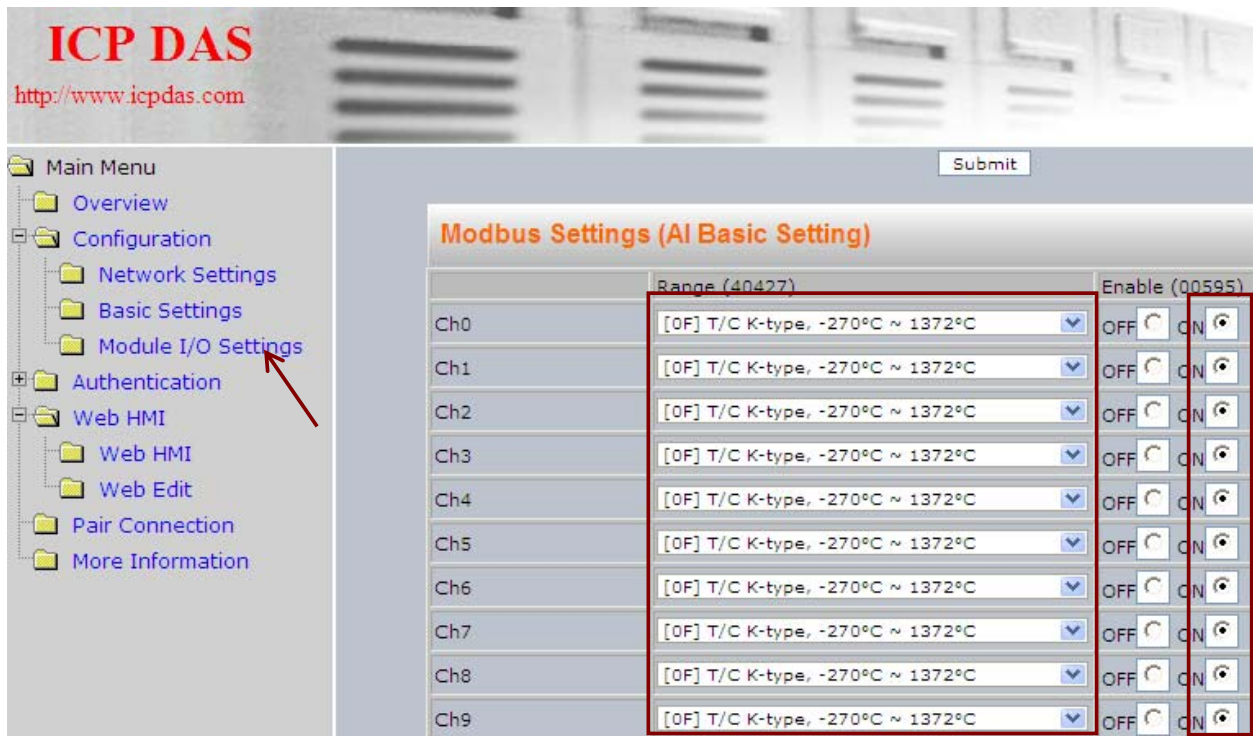 ICP DAS
http://www.icpdas.com
Main Menu
Overview
Configuration
Network Settings
Basic Settings
Module I/O Settings
Authentication
Web HMI
Web HMI
Web Edit
Pair Connection
More Information
Submit
Modbus Settings (AI Basic Setting)
Range (40427) Enable (00595)
Ch0 [0F] T/C K-type, -270°C ~ 1372°C OFF ON
Ch1 [0F] T/C K-type, -270°C ~ 1372°C OFF ON
Ch2 [0F] T/C K-type, -270°C ~ 1372°C OFF ON
Ch3 [0F] T/C K-type, -270°C ~ 1372°C OFF ON
Ch4 [0F] T/C K-type, -270°C ~ 1372°C OFF ON
Ch5 [0F] T/C K-type, -270°C ~ 1372°C OFF ON
Ch6 [0F] T/C K-type, -270°C ~ 1372°C OFF ON
Ch7 [0F] T/C K-type, -270°C ~ 1372°C OFF ON
Ch8 [0F] T/C K-type, -270°C ~ 1372°C OFF ON
Ch9 [0F] T/C K-type, -270°C ~ 1372°C OFF ON